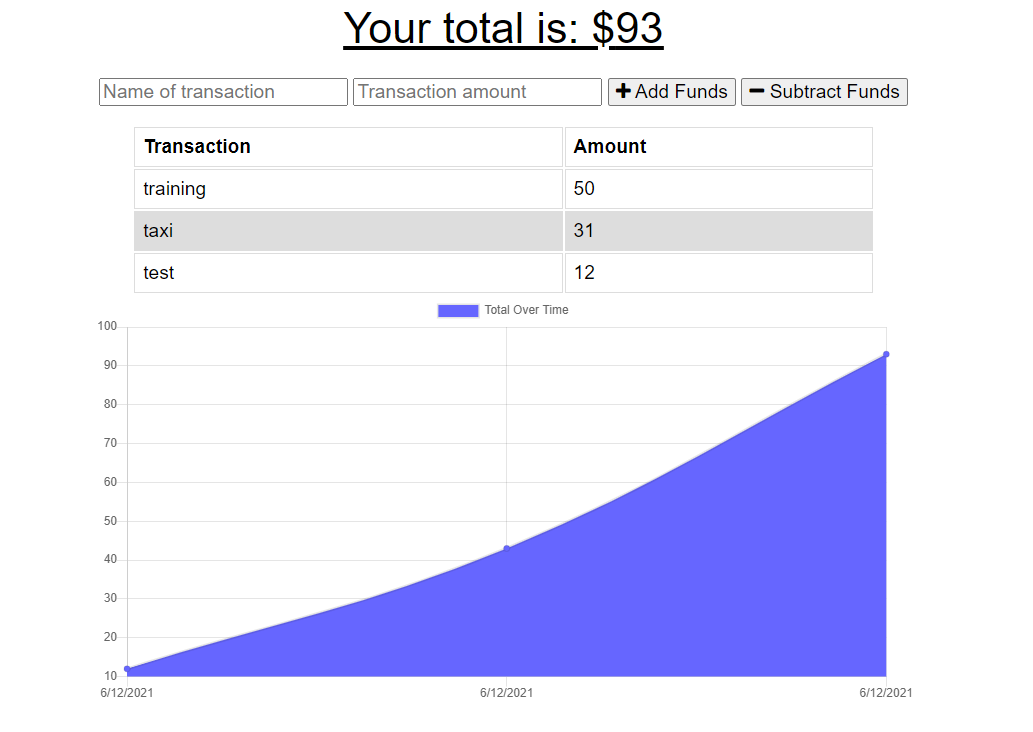 Your total is: $93
Name of transaction Transaction amount + Add Funds − Subtract Funds
Transaction Amount
training 50
taxi 31
test 12
Total Over Time
100
90
80
70
60
50
40
30
20
10
6/12/2021 6/12/2021 6/12/2021